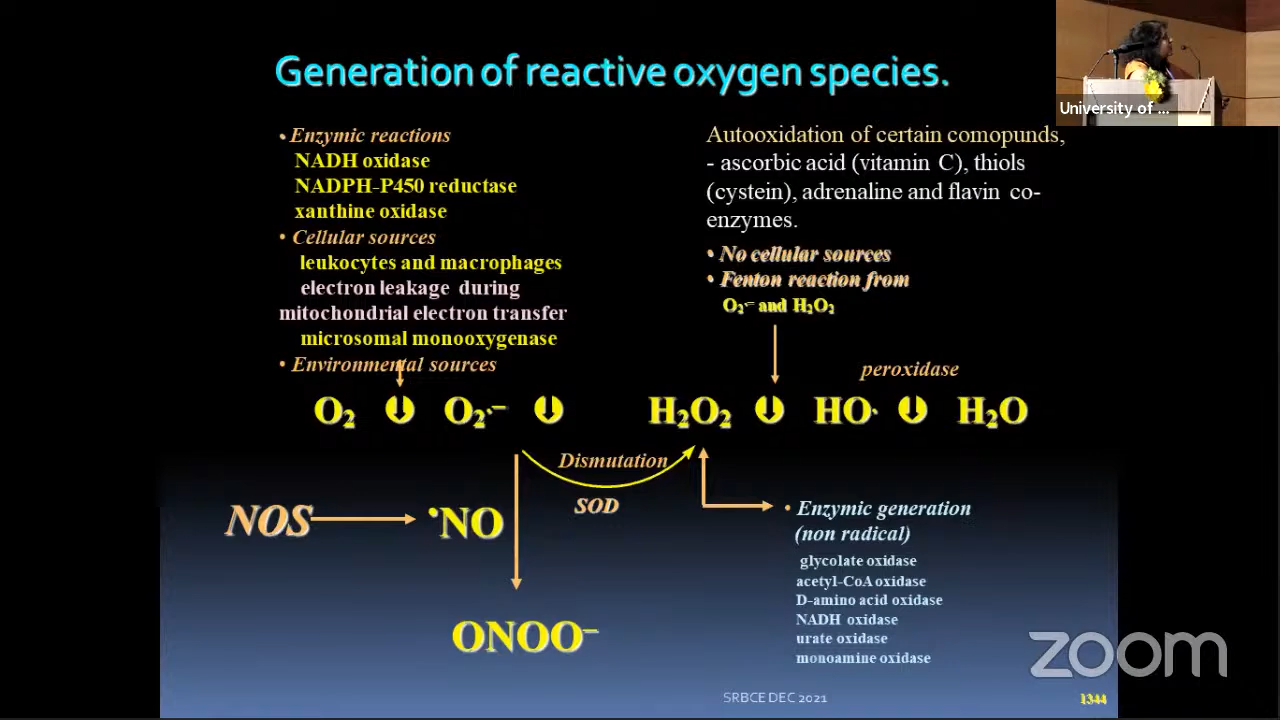 Generation of reactive oxygen species.
University of ...
• Enzymic reactions
NADH oxidase
NADPH-P450 reductase
xanthine oxidase
• Cellular sources
leukocytes and macrophages
electron leakage during
mitochondrial electron transfer
microsomal monooxygenase
• Environmental sources
Autooxidation of certain comopunds,
- ascorbic acid (vitamin C), thiols
(cystein), adrenaline and flavin co-
enzymes.
• No cellular sources
• Fenton reaction from
O₂·⁻ and H₂O₂
peroxidase
O₂ O₂·⁻ H₂O₂ HO· H₂O
Dismutation
SOD
NOS ·NO
ONOO⁻
• Enzymic generation
(non radical)
glycolate oxidase
acetyl-CoA oxidase
D-amino acid oxidase
NADH oxidase
urate oxidase
monoamine oxidase
zoom
SRBCE DEC 2021
1344